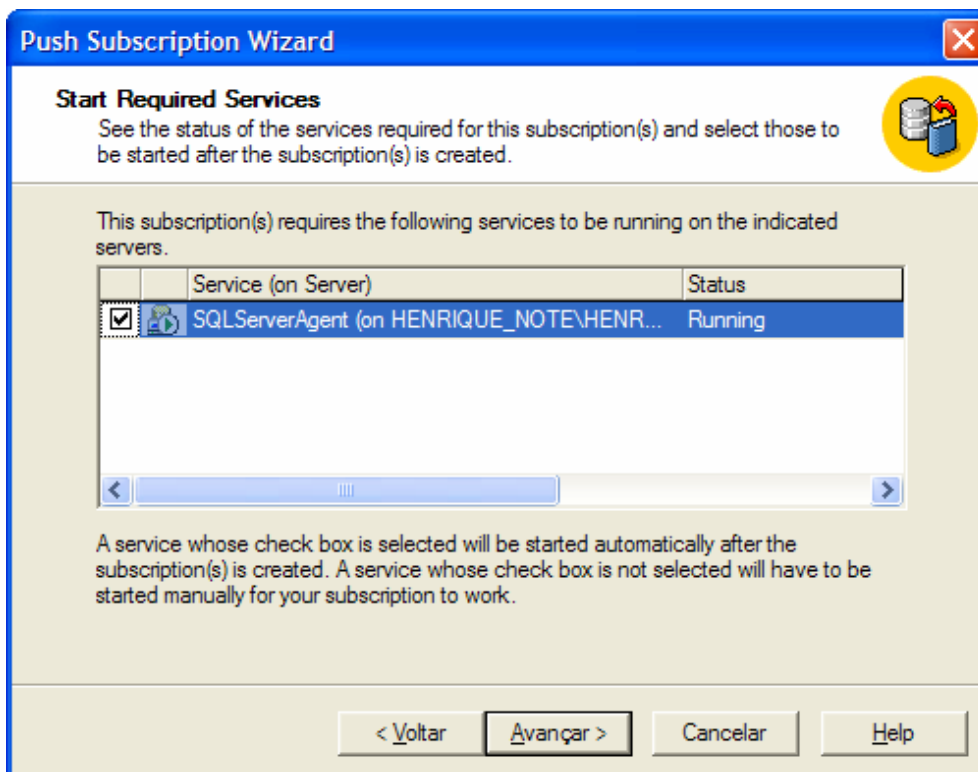 Push Subscription Wizard
Start Required Services
See the status of the services required for this subscription(s) and select those to
be started after the subscription(s) is created.
This subscription(s) requires the following services to be running on the indicated
servers.
Service (on Server) Status
SQLServerAgent (on HENRIQUE_NOTE\HENR... Running
A service whose check box is selected will be started automatically after the
subscription(s) is created. A service whose check box is not selected will have to be
started manually for your subscription to work.
< Voltar Avançar > Cancelar Help